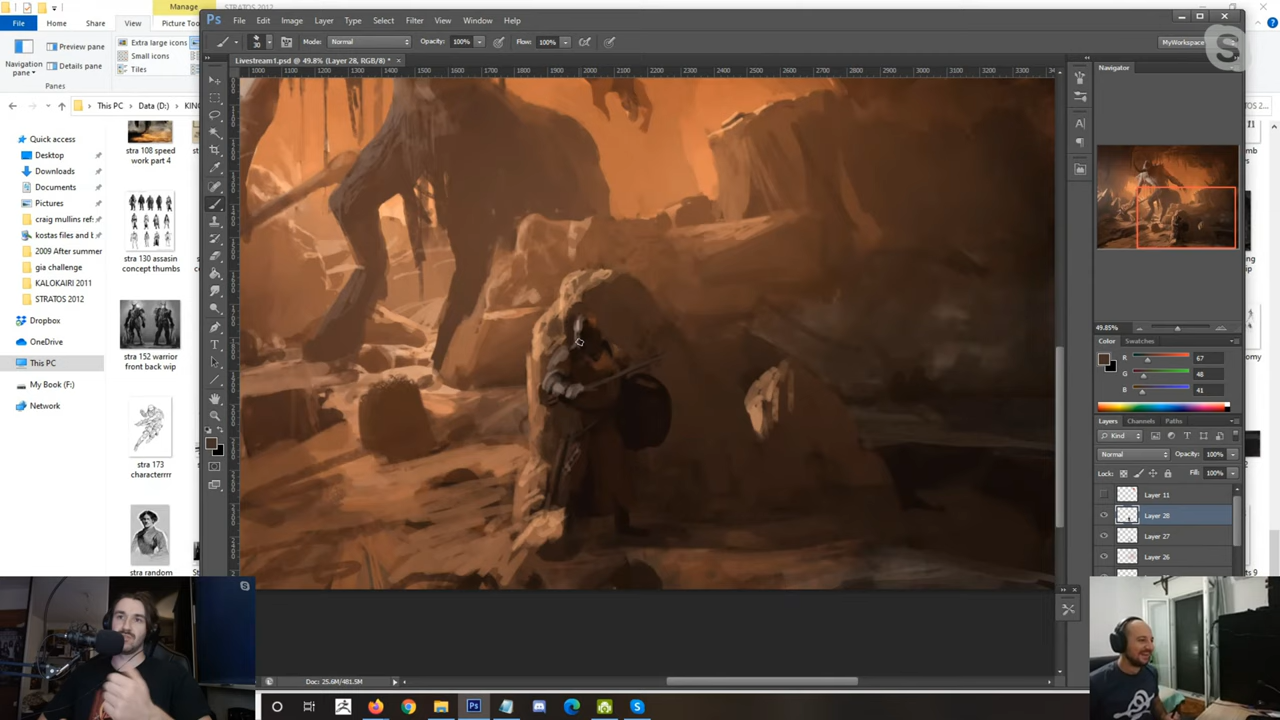 Manage
STRATOS 2012
File
Home
Share
View
Picture Tools
Navigation
pane
Preview pane
Details pane
Panes
Extra large icons
Small icons
Tiles
This PC
Data (D:)
Quick access
Desktop
Downloads
Documents
Pictures
craig mullins ref
kostas files and b
2009 After summer
gia challenge
KALOKAIRI 2011
STRATOS 2012
Dropbox
OneDrive
This PC
My Book (F:)
Network
stra 108 speed
work part 4
stra 130 assasin
concept thumbs
stra 152 warrior
front back wip
stra 173
characterrrr
stra random
Ps
File
Edit
Image
Layer
Type
Select
Filter
View
Window
Help
30
Mode:
Normal
Opacity:
100%
Flow:
100%
MyWorkspace
Livestream1.psd @ 49.8% (Layer 28, RGB/8) *
1000
1100
1200
1300
1400
1500
1600
1700
1800
1900
2000
2100
2200
2300
2400
2500
2600
2700
2800
2900
3000
3100
3200
3300
Navigator
49.85%
Color
Swatches
R
67
G
48
B
41
Layers
Channels
Paths
Kind
Normal
Opacity:
100%
Lock:
Fill:
100%
Layer 11
Layer 28
Layer 27
Layer 26
Doc: 25.6M/481.5M